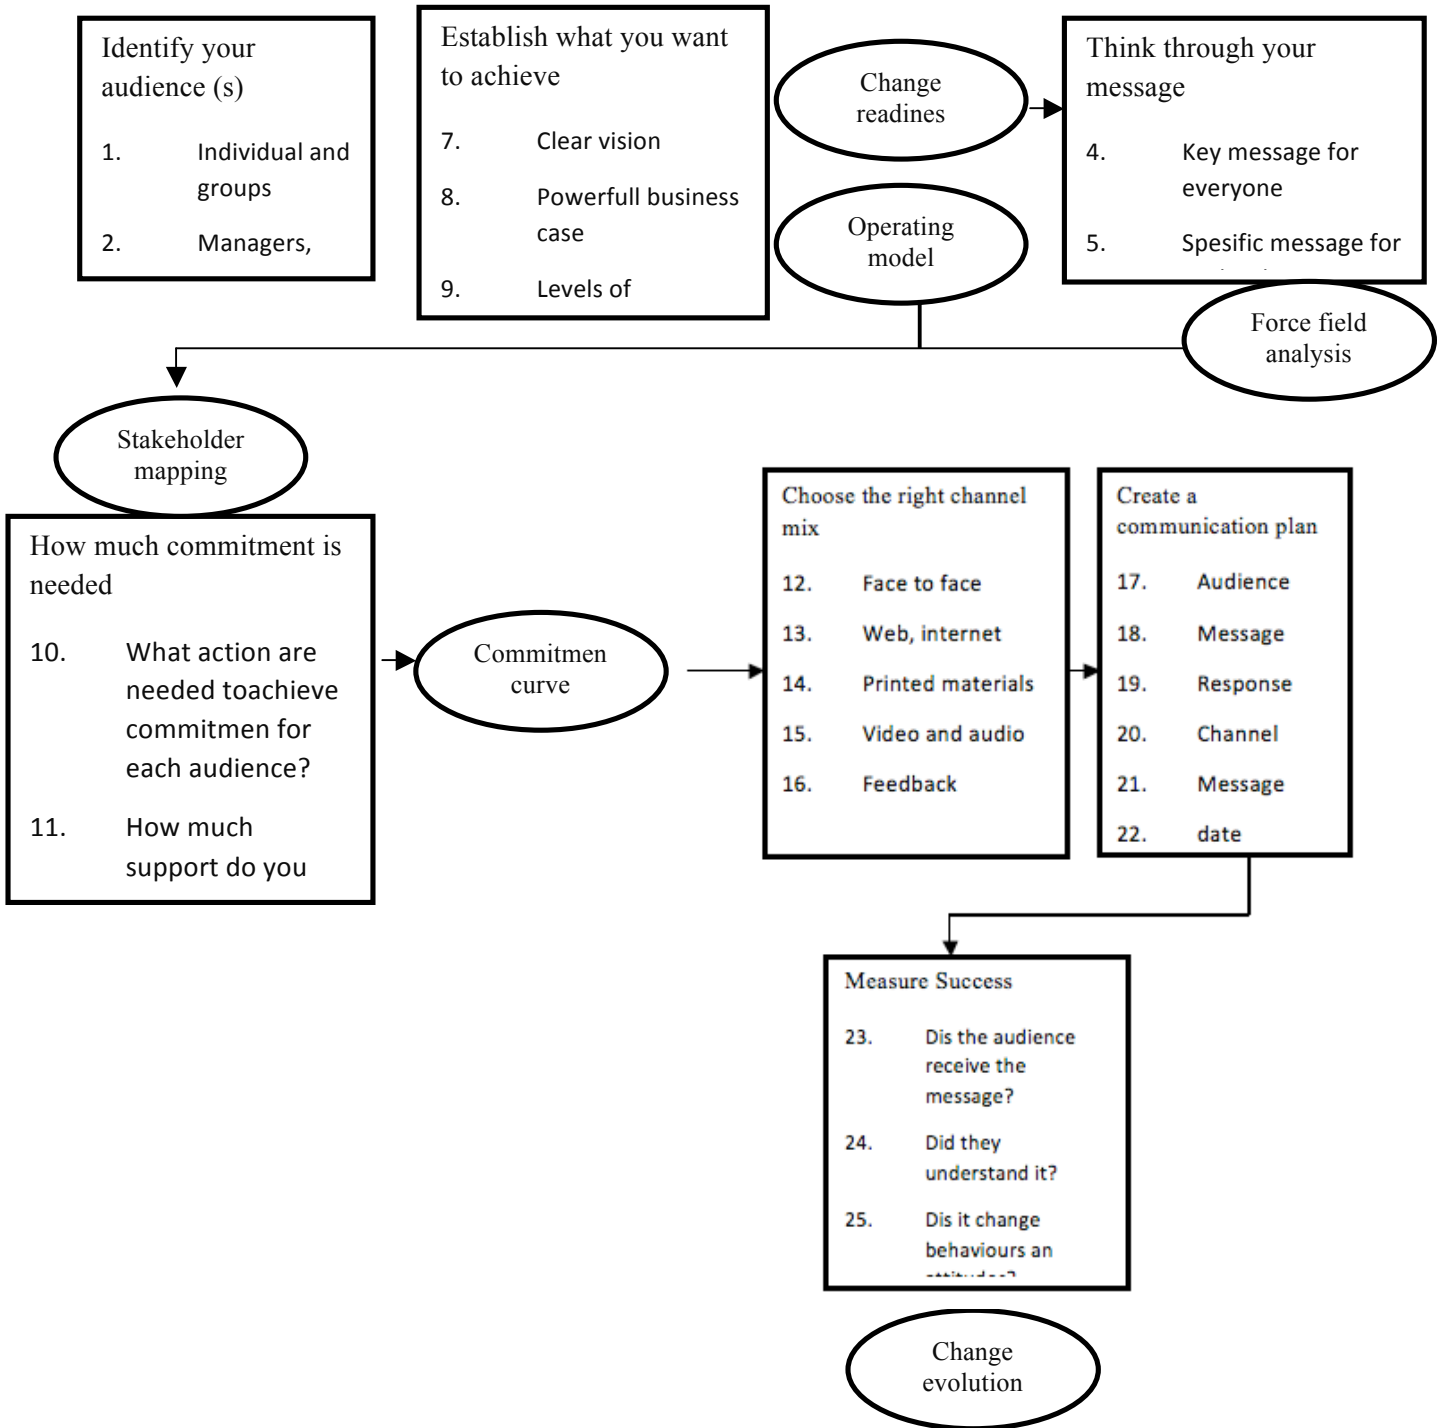 Identify your
audience (s)
1. Individual and
groups
2. Managers,
Establish what you want
to achieve
7. Clear vision
8. Powerfull business
case
9. Levels of
Change
readines
Operating
model
Think through your
message
4. Key message for
everyone
5. Spesific message for
Force field
analysis
Stakeholder
mapping
How much commitment is
needed
10. What action are
needed toachieve
commitmen for
each audience?
11. How much
support do you
Commitmen
curve
Choose the right channel
mix
12. Face to face
13. Web, internet
14. Printed materials
15. Video and audio
16. Feedback
Create a
communication plan
17. Audience
18. Message
19. Response
20. Channel
21. Message
22. date
Measure Success
23. Dis the audience
receive the
message?
24. Did they
understand it?
25. Dis it change
behaviours an
Change
evolution